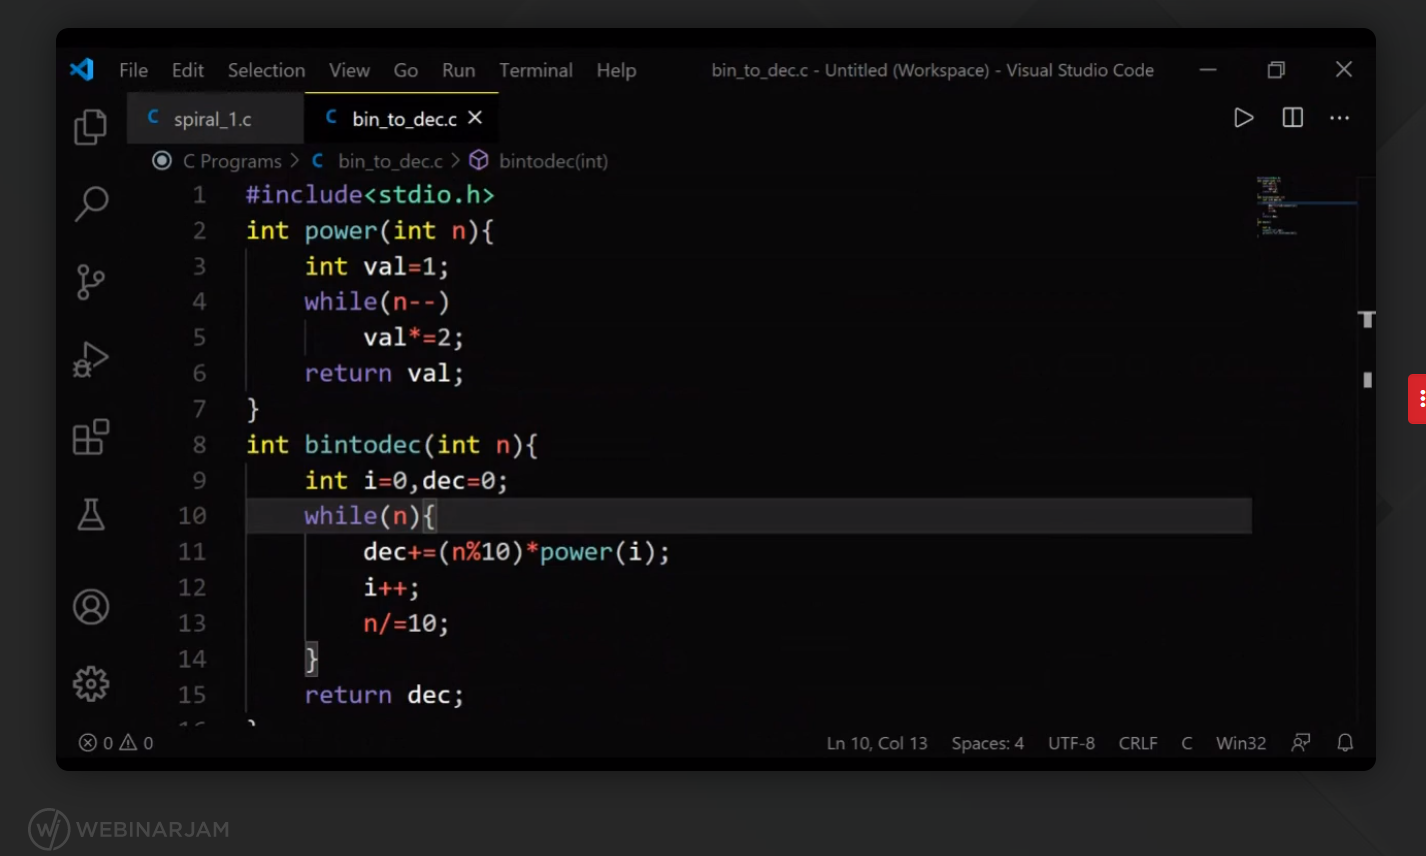 File Edit Selection View Go Run Terminal Help bin_to_dec.c - Untitled (Workspace) - Visual Studio Code
C spiral_1.c C bin_to_dec.c
C Programs > C bin_to_dec.c > bintodec(int)
1 #include<stdio.h>
2 int power(int n){
3 int val=1;
4 while(n--)
5 val*=2;
6 return val;
7 }
8 int bintodec(int n){
9 int i=0,dec=0;
10 while(n){
11 dec+=(n%10)*power(i);
12 i++;
13 n/=10;
14 }
15 return dec;
0 0 Ln 10, Col 13 Spaces: 4 UTF-8 CRLF C Win32
WEBINARJAM